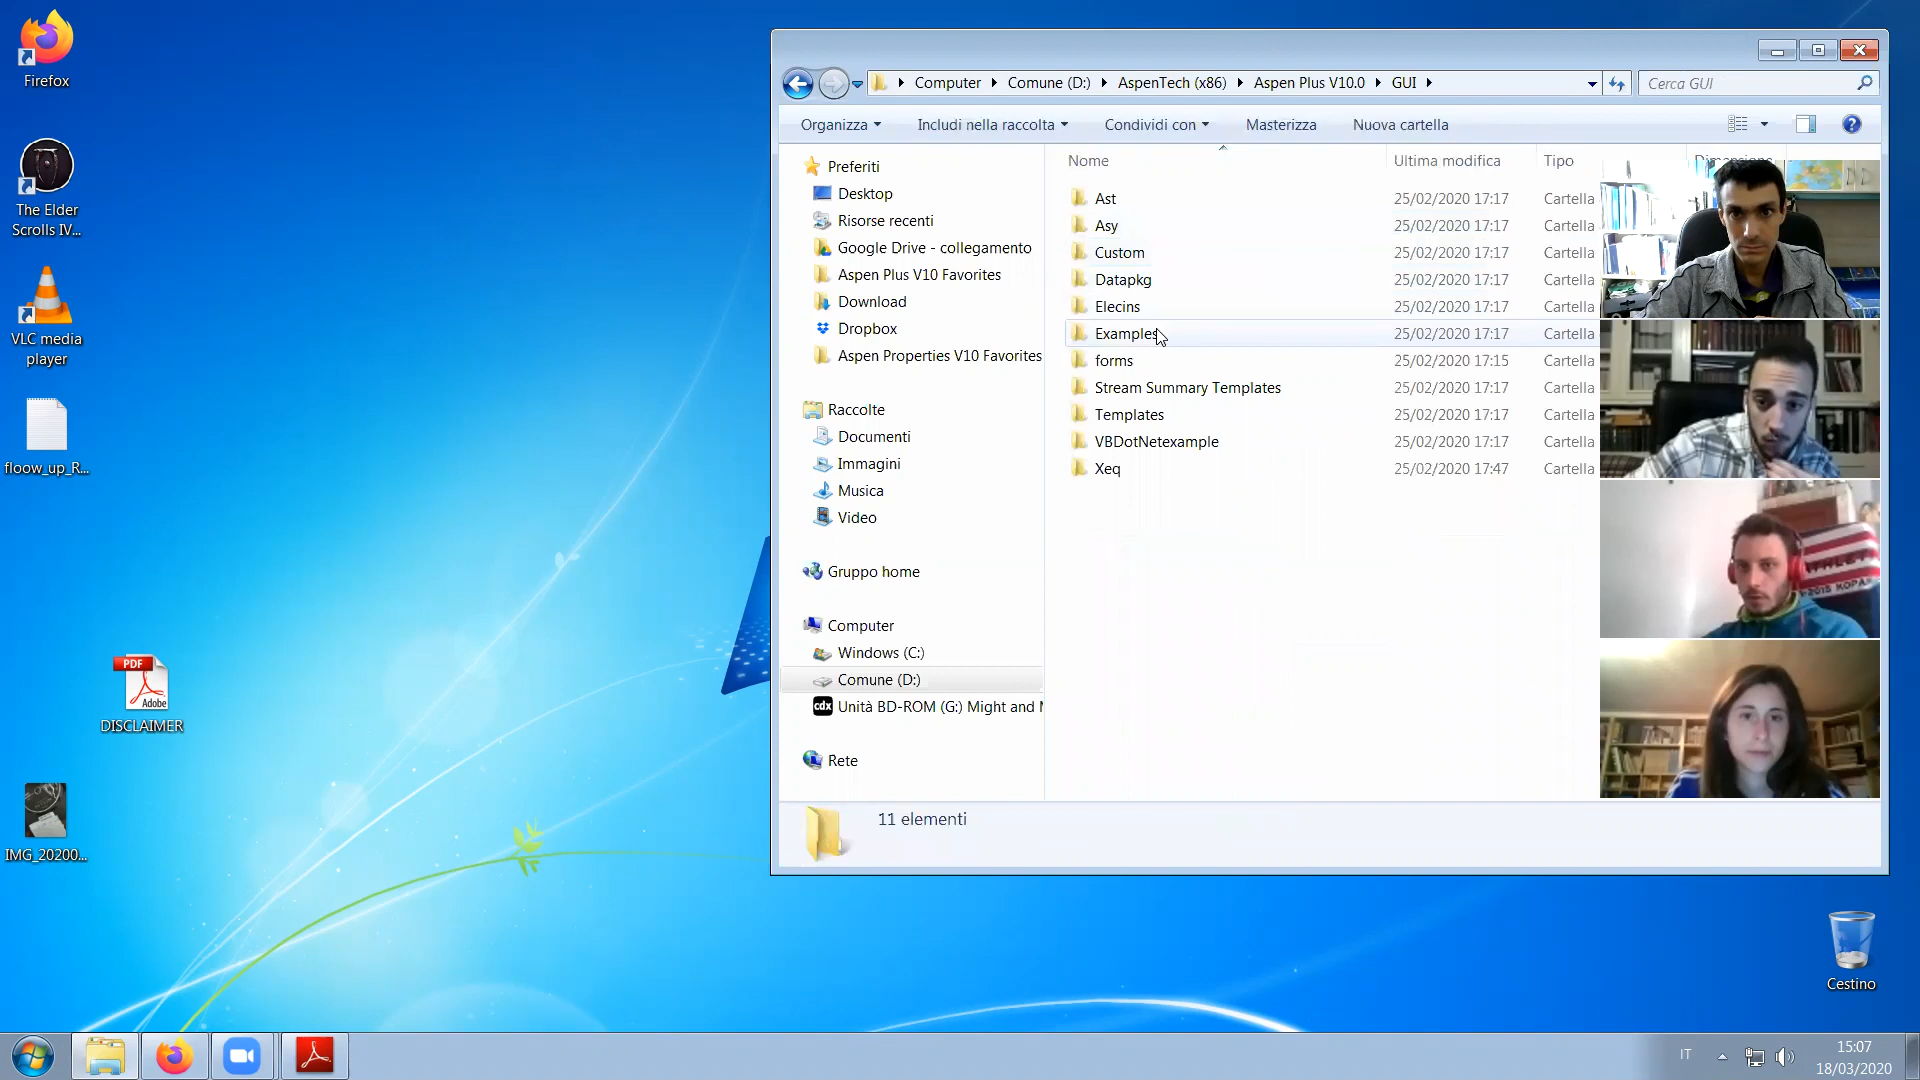 Firefox
The Elder
Scrolls IV...
VLC media
player
floow_up_R...
PDF
Adobe
DISCLAIMER
IMG_20200...
Computer
Comune (D:)
AspenTech (x86)
Aspen Plus V10.0
GUI
Cerca GUI
Organizza
Includi nella raccolta
Condividi con
Masterizza
Nuova cartella
Preferiti
Desktop
Risorse recenti
Google Drive - collegamento
Aspen Plus V10 Favorites
Download
Dropbox
Aspen Properties V10 Favorites
Raccolte
Documenti
Immagini
Musica
Video
Gruppo home
Computer
Windows (C:)
Comune (D:)
cdx
Unità BD-ROM (G:) Might and
Rete
Nome Ultima modifica Tipo Dimensione
Ast 25/02/2020 17:17 Cartella
Asy 25/02/2020 17:17 Cartella
Custom 25/02/2020 17:17 Cartella
Datapkg 25/02/2020 17:17 Cartella
Elecins 25/02/2020 17:17 Cartella
Examples 25/02/2020 17:17 Cartella
forms 25/02/2020 17:15 Cartella
Stream Summary Templates 25/02/2020 17:17 Cartella
Templates 25/02/2020 17:17 Cartella
VBDotNetexample 25/02/2020 17:17 Cartella
Xeq 25/02/2020 17:47 Cartella
11 elementi
Cestino
IT
15:07
18/03/2020